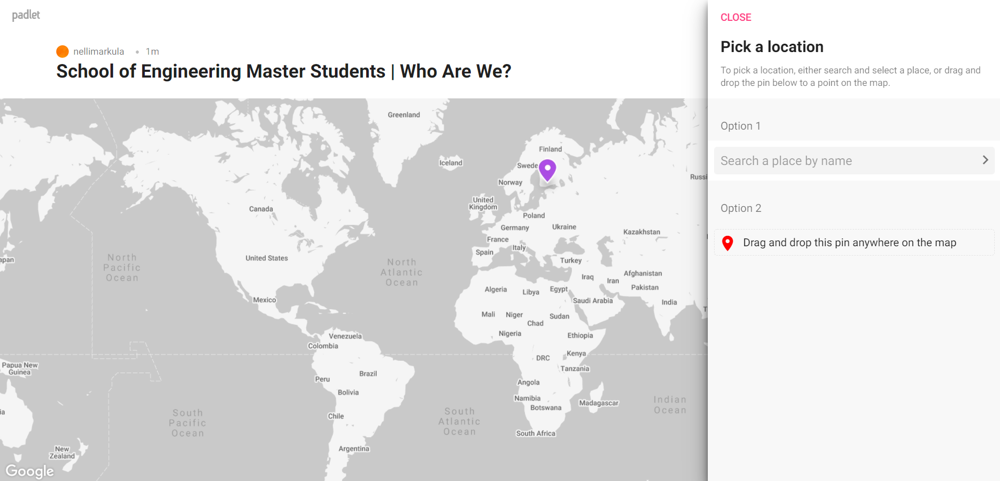 padlet
nellimarkula • 1m
School of Engineering Master Students | Who Are We?
CLOSE
Pick a location
To pick a location, either search and select a place, or drag and
drop the pin below to a point on the map.
Option 1
Search a place by name
Option 2
Drag and drop this pin anywhere on the map
Greenland
Finland
Iceland
Swede
Russi
Norway
United
Kingdom
Canada
Poland
Germany
Ukraine
Kazakhstan
France
Italy
Spain
United States
Turkey
apan
North
Pacific
Ocean
North
Atlantic
Ocean
Afghanistan
Iraq
Iran
Pakistan
Algeria
Libya
Egypt
Saudi Arabia
India
Mexico
T
Mali
Niger
Sudan
Chad
Nigeria
Ethiopia
Venezuela
Colombia
Kenya
DRC
Papua New
Guinea
Tanzania
Brazil
Peru
Angola
Bolivia
Namibia
Madagascar
Botswana
Indian
Ocean
ia
South
Pacific
Ocean
Chile
South
Atlantic
Ocean
South Africa
New
Zealand
Argentina
Google